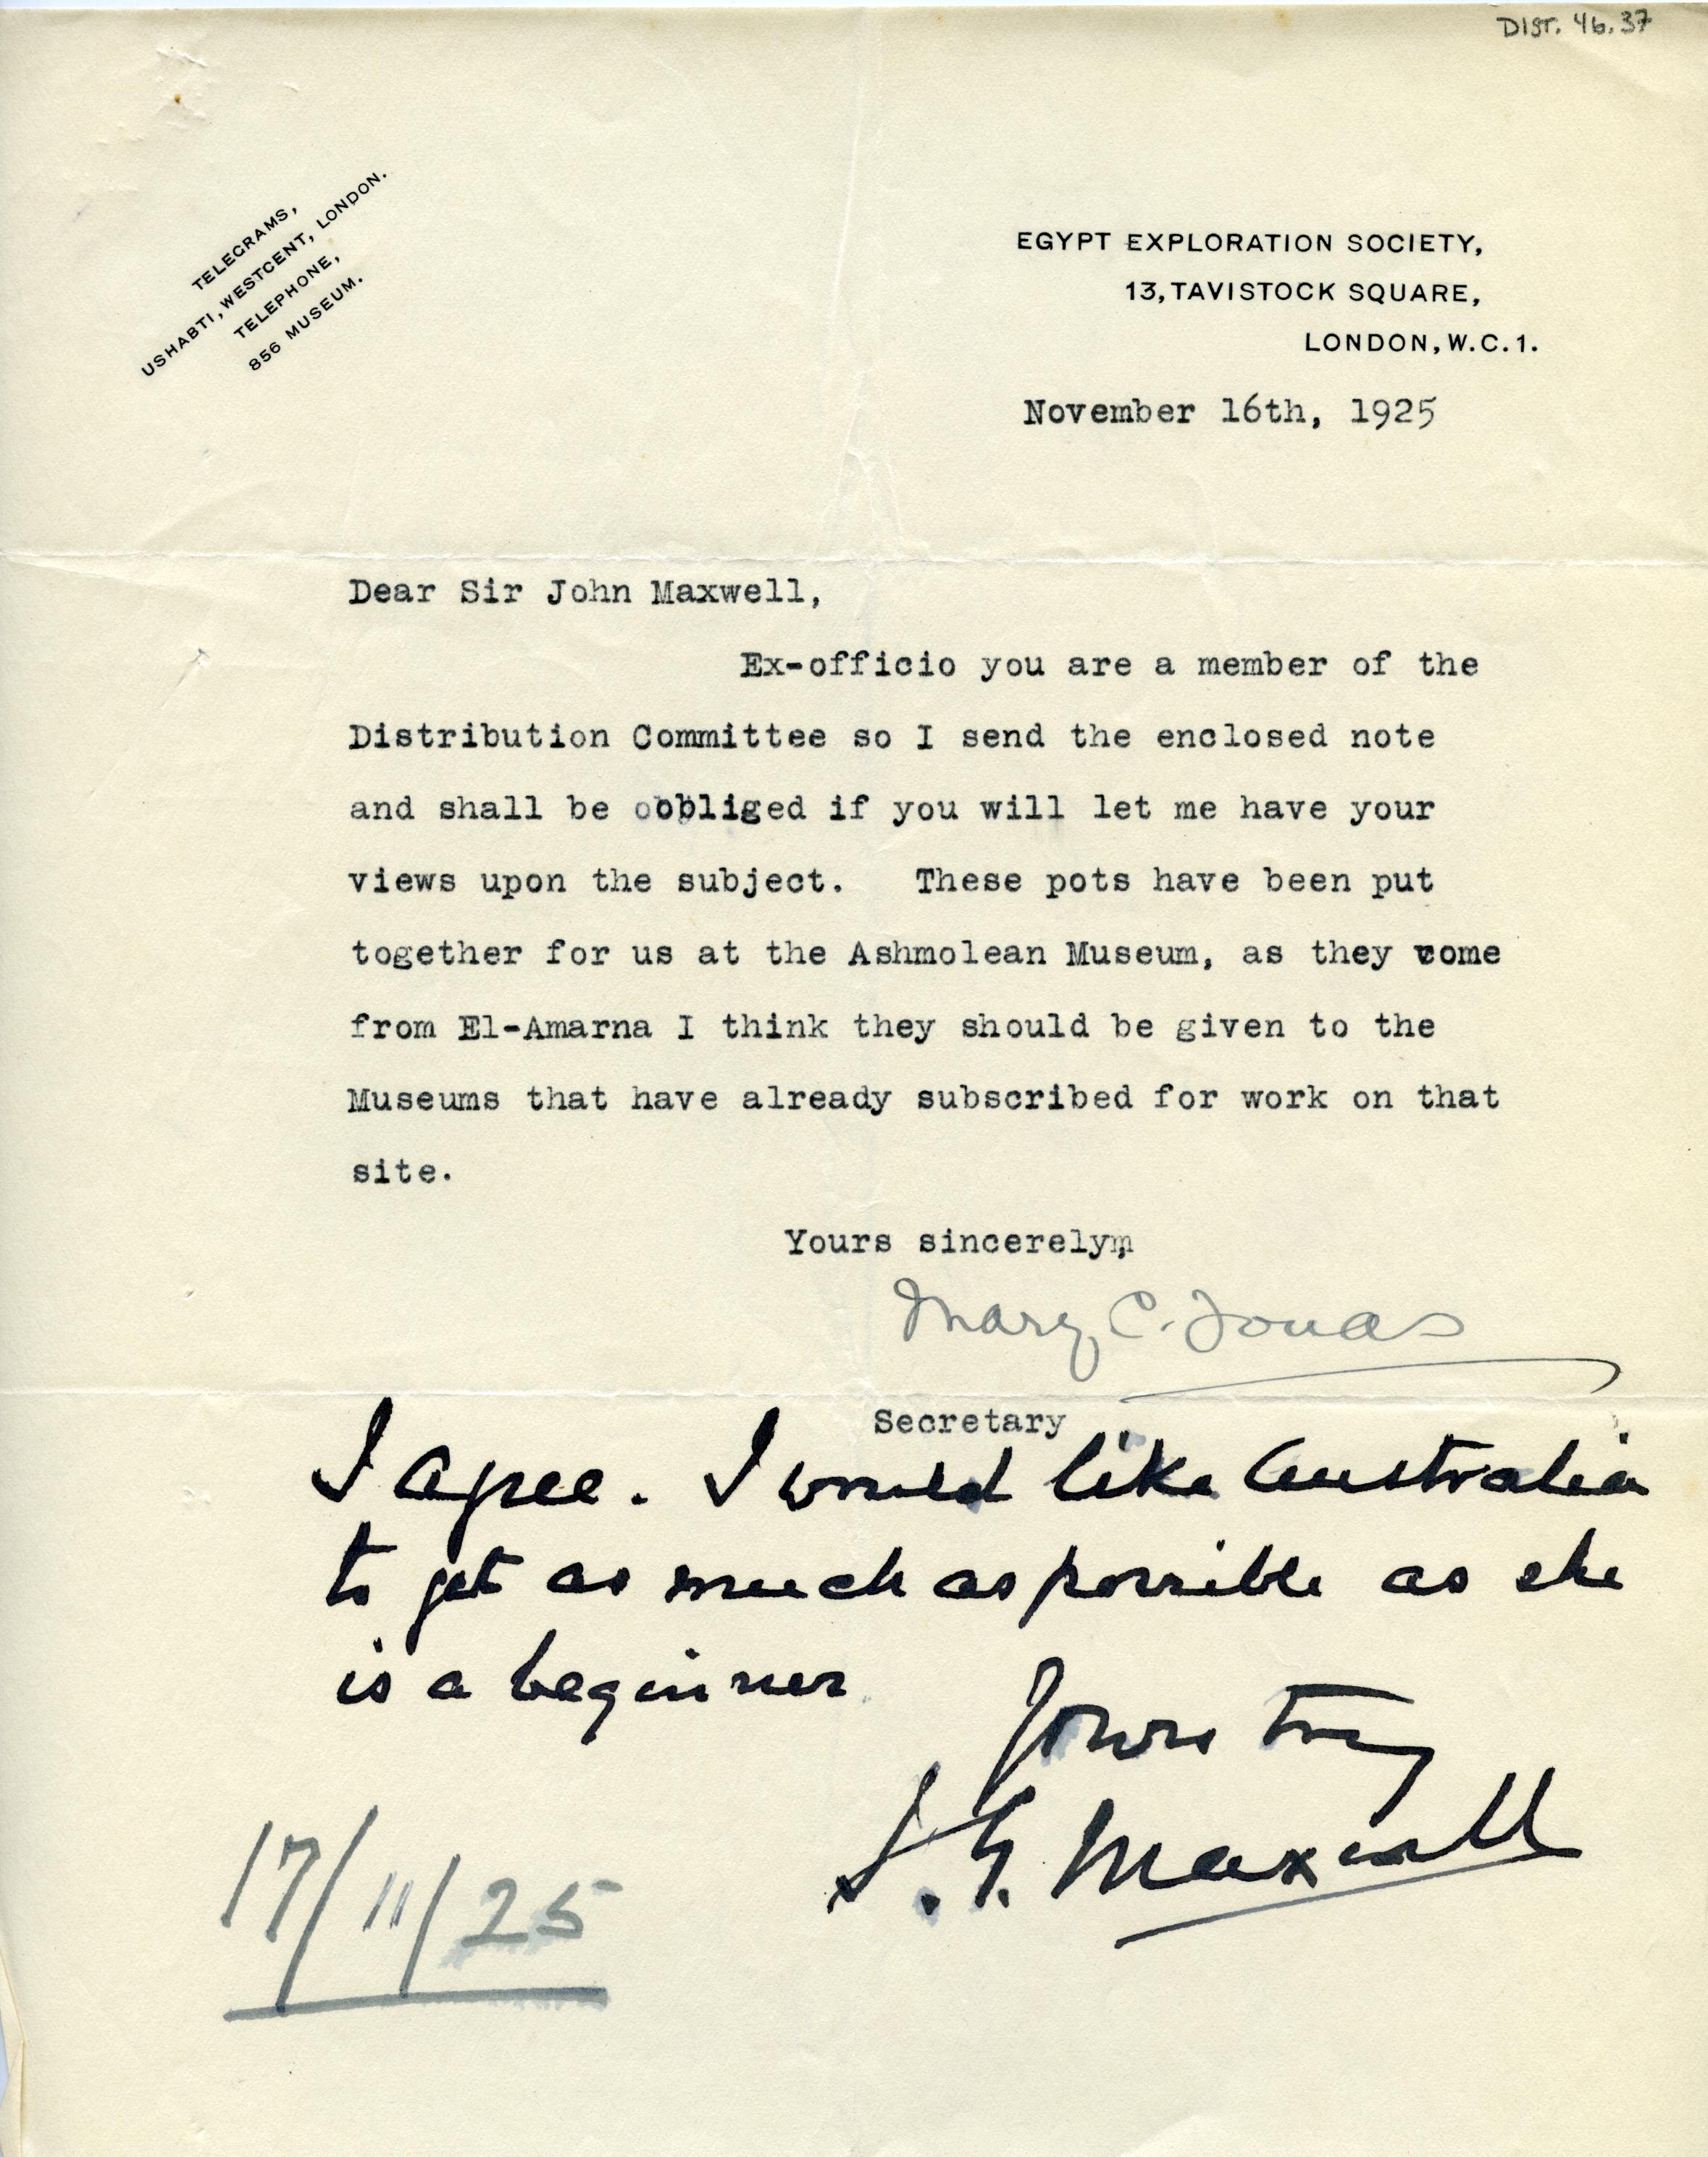 DIST. 46.37
TELEGRAMS,
USHABTI, WESTCENT, LONDON.
TELEPHONE,
856 MUSEUM.
EGYPT EXPLORATION SOCIETY,
13, TAVISTOCK SQUARE,
LONDON, W.C.1.
November 16th, 1925
Dear Sir John Maxwell,
Ex-officio you are a member of the
Distribution Committee so I send the enclosed note
and shall be oobliged if you will let me have your
views upon the subject. These pots have been put
together for us at the Ashmolean Museum, as they come
from El-Amarna I think they should be given to the
Museums that have already subscribed for work on that
site.
Yours sincerely,
Mary C. Jonas
Secretary
I agree. I would like Australia
to get as much as possible as she
is a beginner
Yours try
J. G. Maxwell
17/11/25